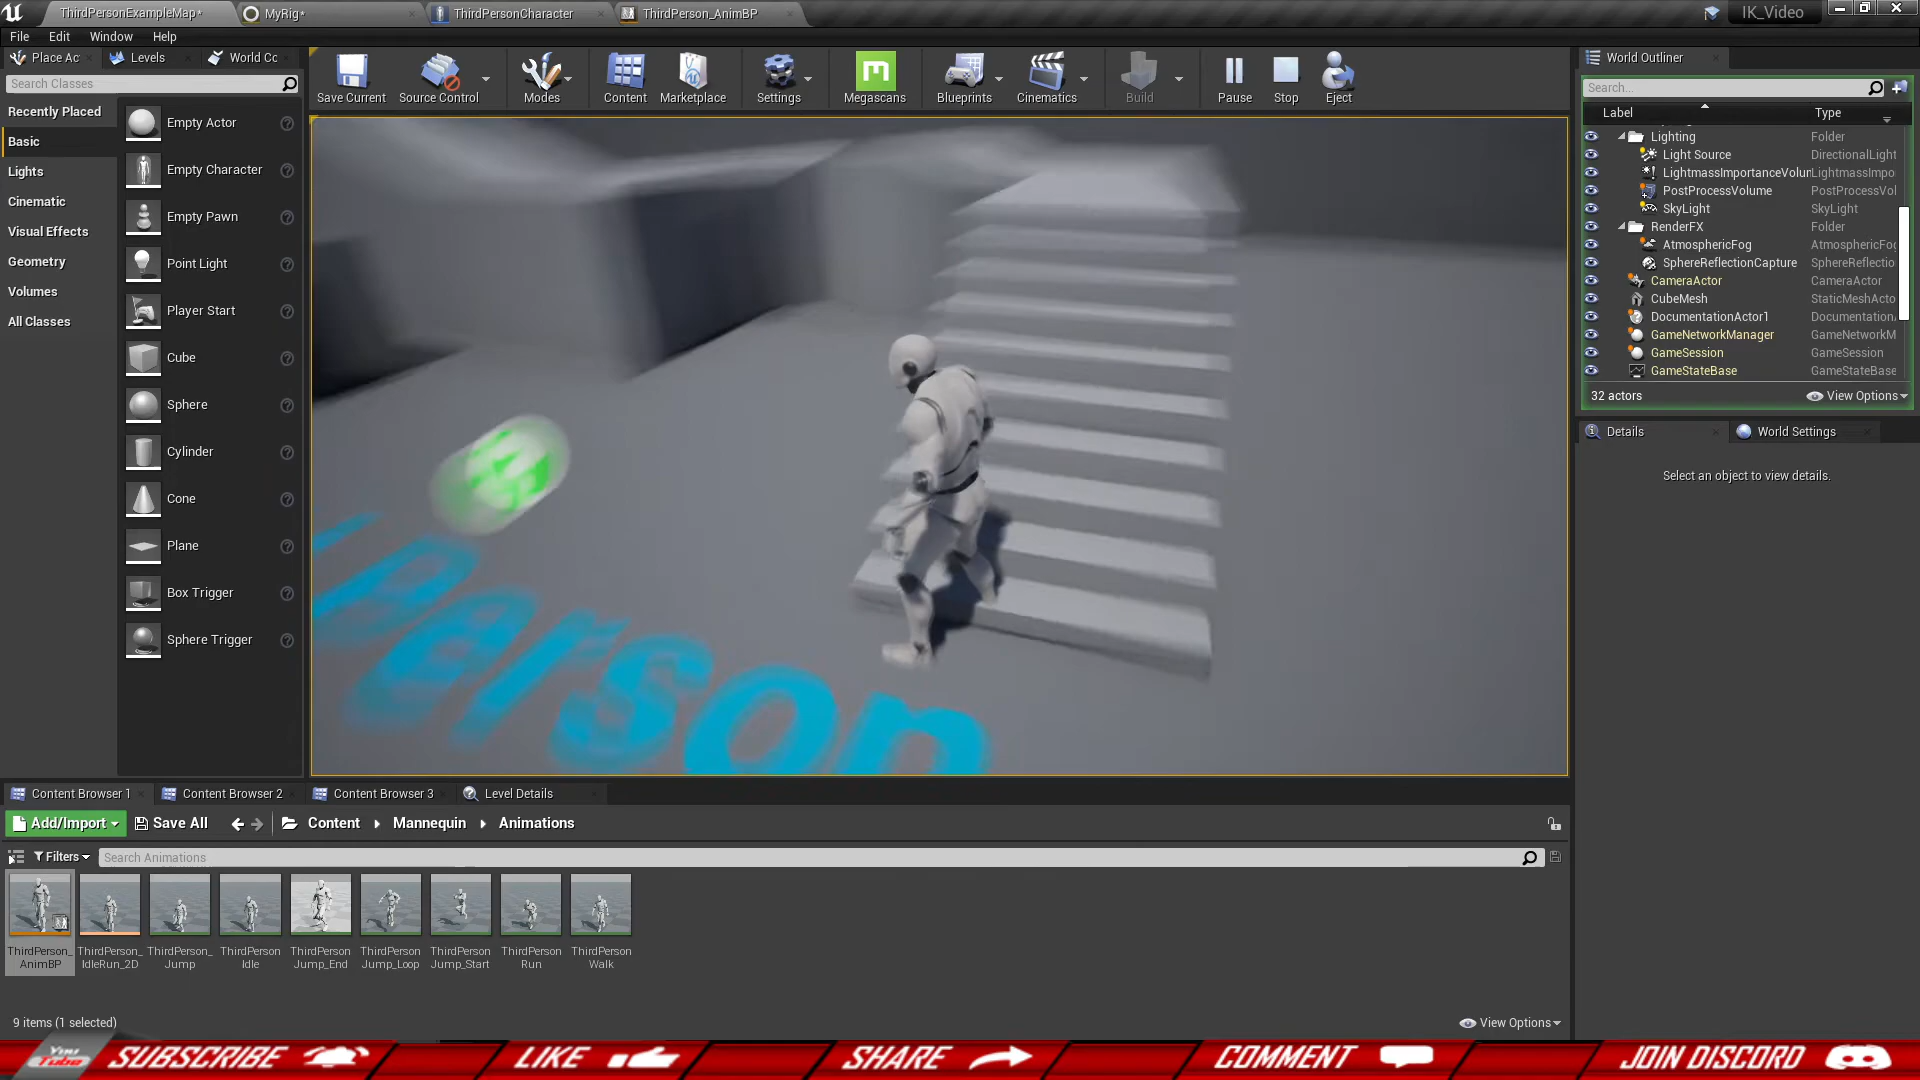 ThirdPersonExampleMap*
MyRig*
ThirdPersonCharacter
ThirdPerson_AnimBP
IK_Video
File Edit Window Help
Place Ac Levels World Cc
Search Classes
Recently Placed
Basic
Lights
Cinematic
Visual Effects
Geometry
Volumes
All Classes
Empty Actor
Empty Character
Empty Pawn
Point Light
Player Start
Cube
Sphere
Cylinder
Cone
Plane
Box Trigger
Sphere Trigger
Save Current Source Control Modes Content Marketplace Settings Megascans Blueprints Cinematics Build Pause Stop Eject
Person
World Outliner
Search...
Label Type
Lighting Folder
Light Source DirectionalLight
LightmassImportanceVolum LightmassImpo
PostProcessVolume PostProcessVol
SkyLight SkyLight
RenderFX Folder
AtmosphericFog AtmosphericFog
SphereReflectionCapture SphereReflectio
CameraActor CameraActor
CubeMesh StaticMeshActo
DocumentationActor1 Documentation
GameNetworkManager GameNetworkM
GameSession GameSession
GameStateBase GameStateBase
32 actors View Options
Details World Settings
Select an object to view details.
Content Browser 1 Content Browser 2 Content Browser 3 Level Details
Add/Import Save All Content Mannequin Animations
Filters Search Animations
ThirdPerson_
AnimBP
ThirdPerson_
IdleRun_2D
ThirdPerson_
Jump
ThirdPerson
Idle
ThirdPerson
Jump_End
ThirdPerson
Jump_Loop
ThirdPerson
Jump_Start
ThirdPerson
Run
ThirdPerson
Walk
9 items (1 selected) View Options
You Tube SUBSCRIBE LIKE SHARE COMMENT JOIN DISCORD